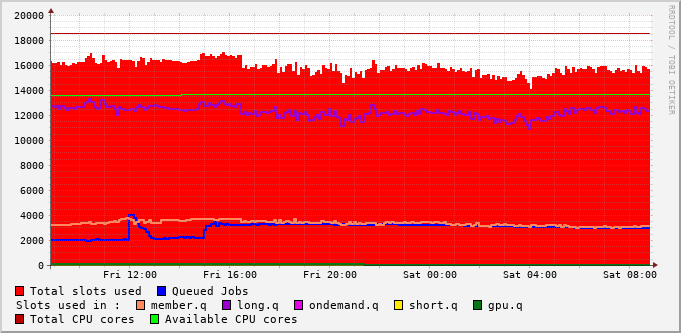 20000
18000
16000
14000
12000
10000
8000
6000
4000
2000
0
Fri 12:00 Fri 16:00 Fri 20:00 Sat 00:00 Sat 04:00 Sat 08:00
Total slots used Queued Jobs
Slots used in : member.q long.q ondemand.q short.q gpu.q
Total CPU cores Available CPU cores
RRDTOOL / TOBI OETIKER